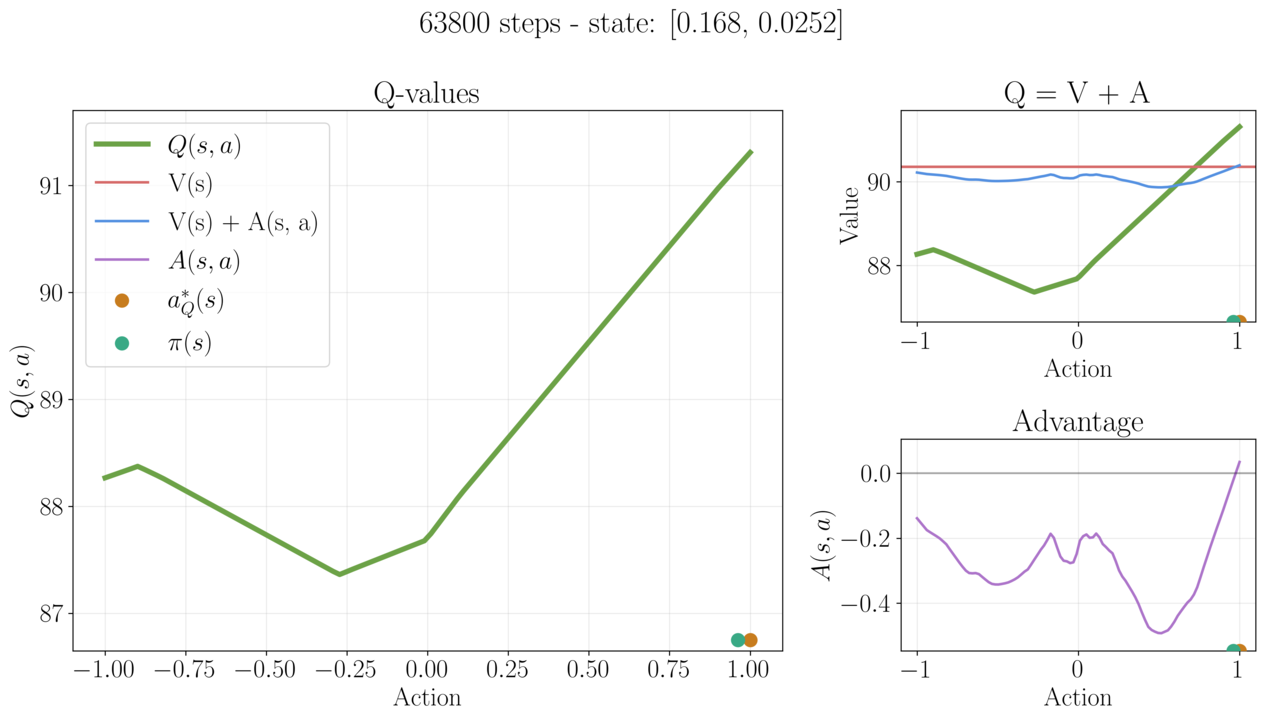 63800 steps - state: [0.168, 0.0252]
Q-values
Q(s, a)
91
90
89
88
87
−1.00 −0.75 −0.50 −0.25 0.00 0.25 0.50 0.75 1.00
Action
Q(s, a)
V(s)
V(s) + A(s, a)
A(s, a)
a*Q(s)
π(s)
Q = V + A
Value
90
88
−1 0 1
Action
Advantage
A(s, a)
0.0
−0.2
−0.4
−1 0 1
Action